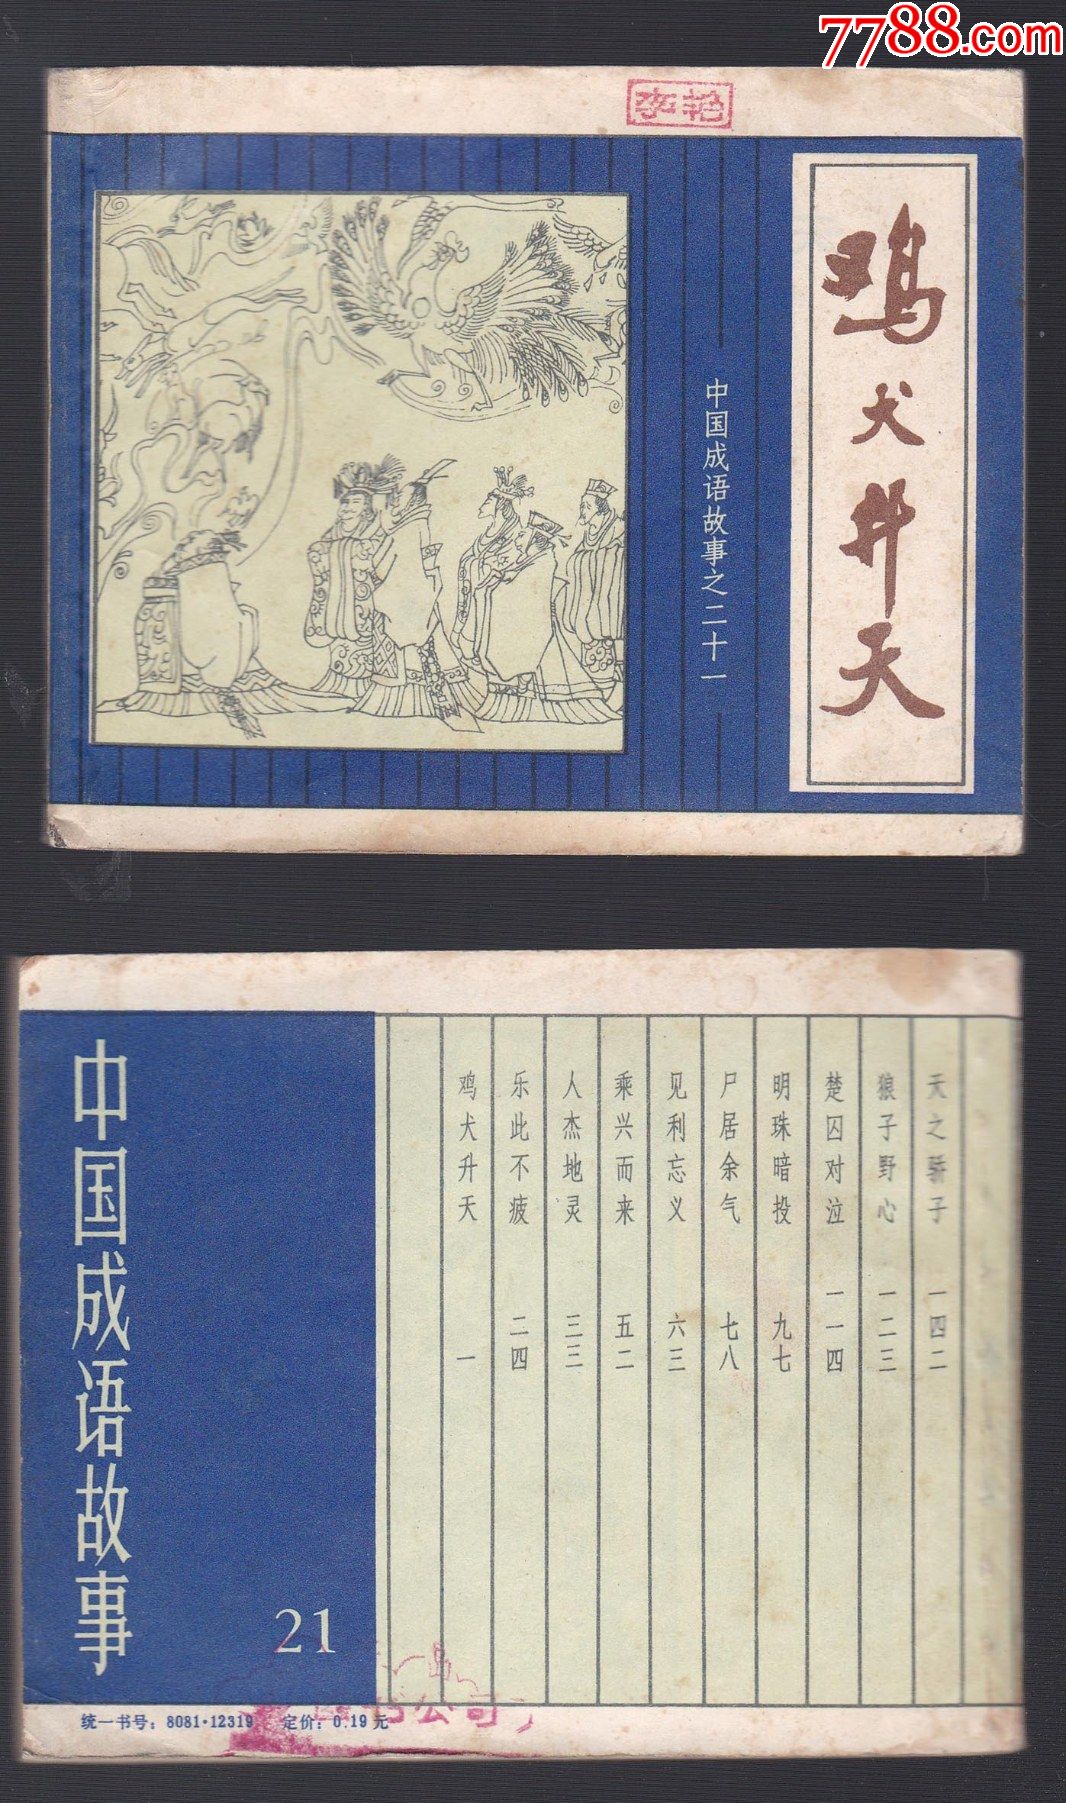 7788.com
李艳
鸡犬升天
中国成语故事之二十一
天之骄子 一四二
狼子野心 一二三
楚囚对泣 一一四
明珠暗投 九七
尸居余气 七八
见利忘义 六三
乘兴而来 五二
人杰地灵 三三
乐此不疲 二四
鸡犬升天 一
中国成语故事
21
书公司
统一书号：8081·12319 定价：0.19元